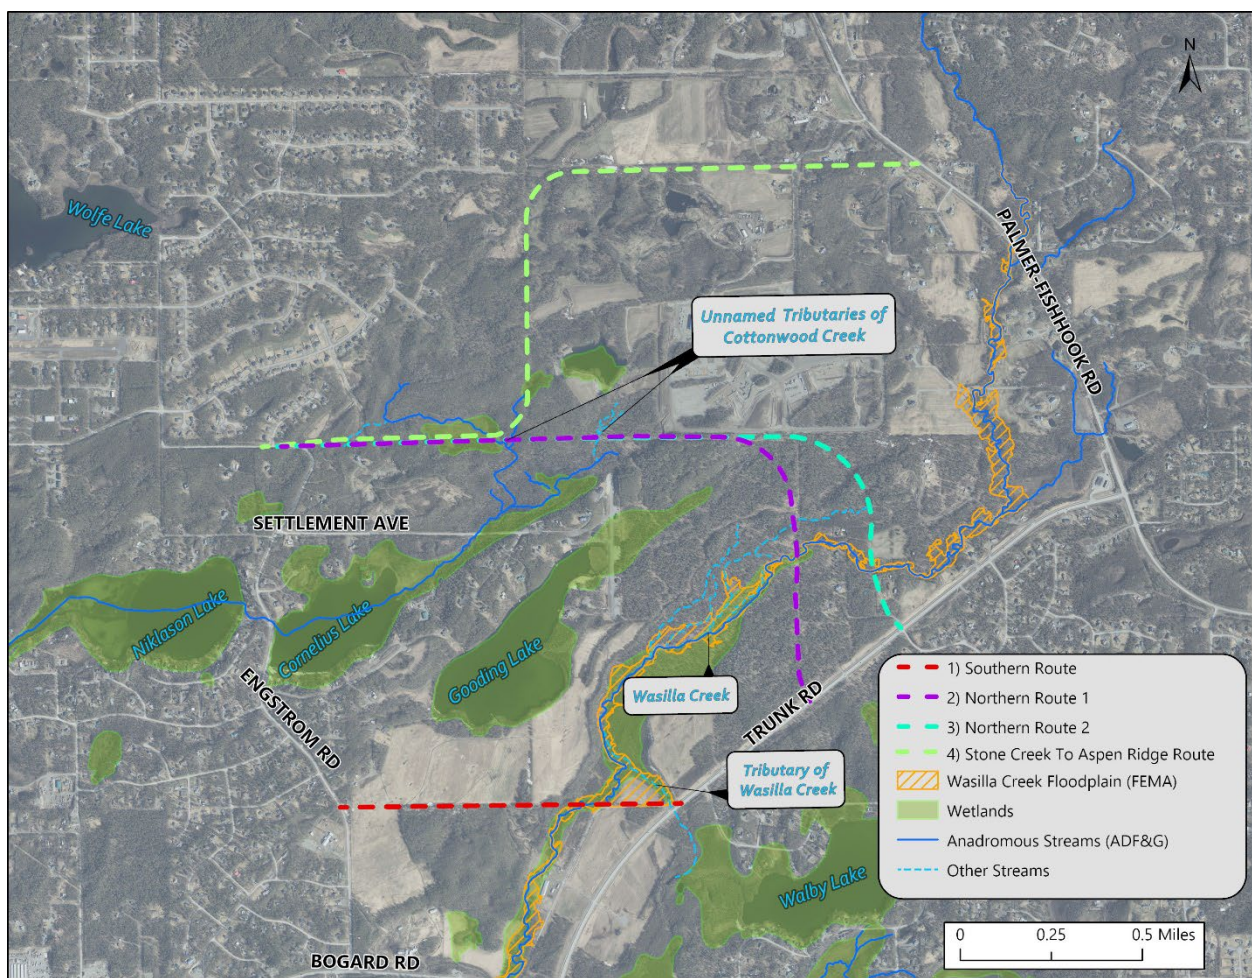 N
Wolfe Lake
PALMER-FISHHOOK RD
Unnamed Tributaries of
Cottonwood Creek
SETTLEMENT AVE
Niklason Lake
Cornelius Lake
Gooding Lake
Wasilla Creek
ENGSTROM RD
TRUNK RD
Tributary of
Wasilla Creek
Walby Lake
BOGARD RD
1) Southern Route
2) Northern Route 1
3) Northern Route 2
4) Stone Creek To Aspen Ridge Route
Wasilla Creek Floodplain (FEMA)
Wetlands
Anadromous Streams (ADF&G)
Other Streams
0 0.25 0.5 Miles